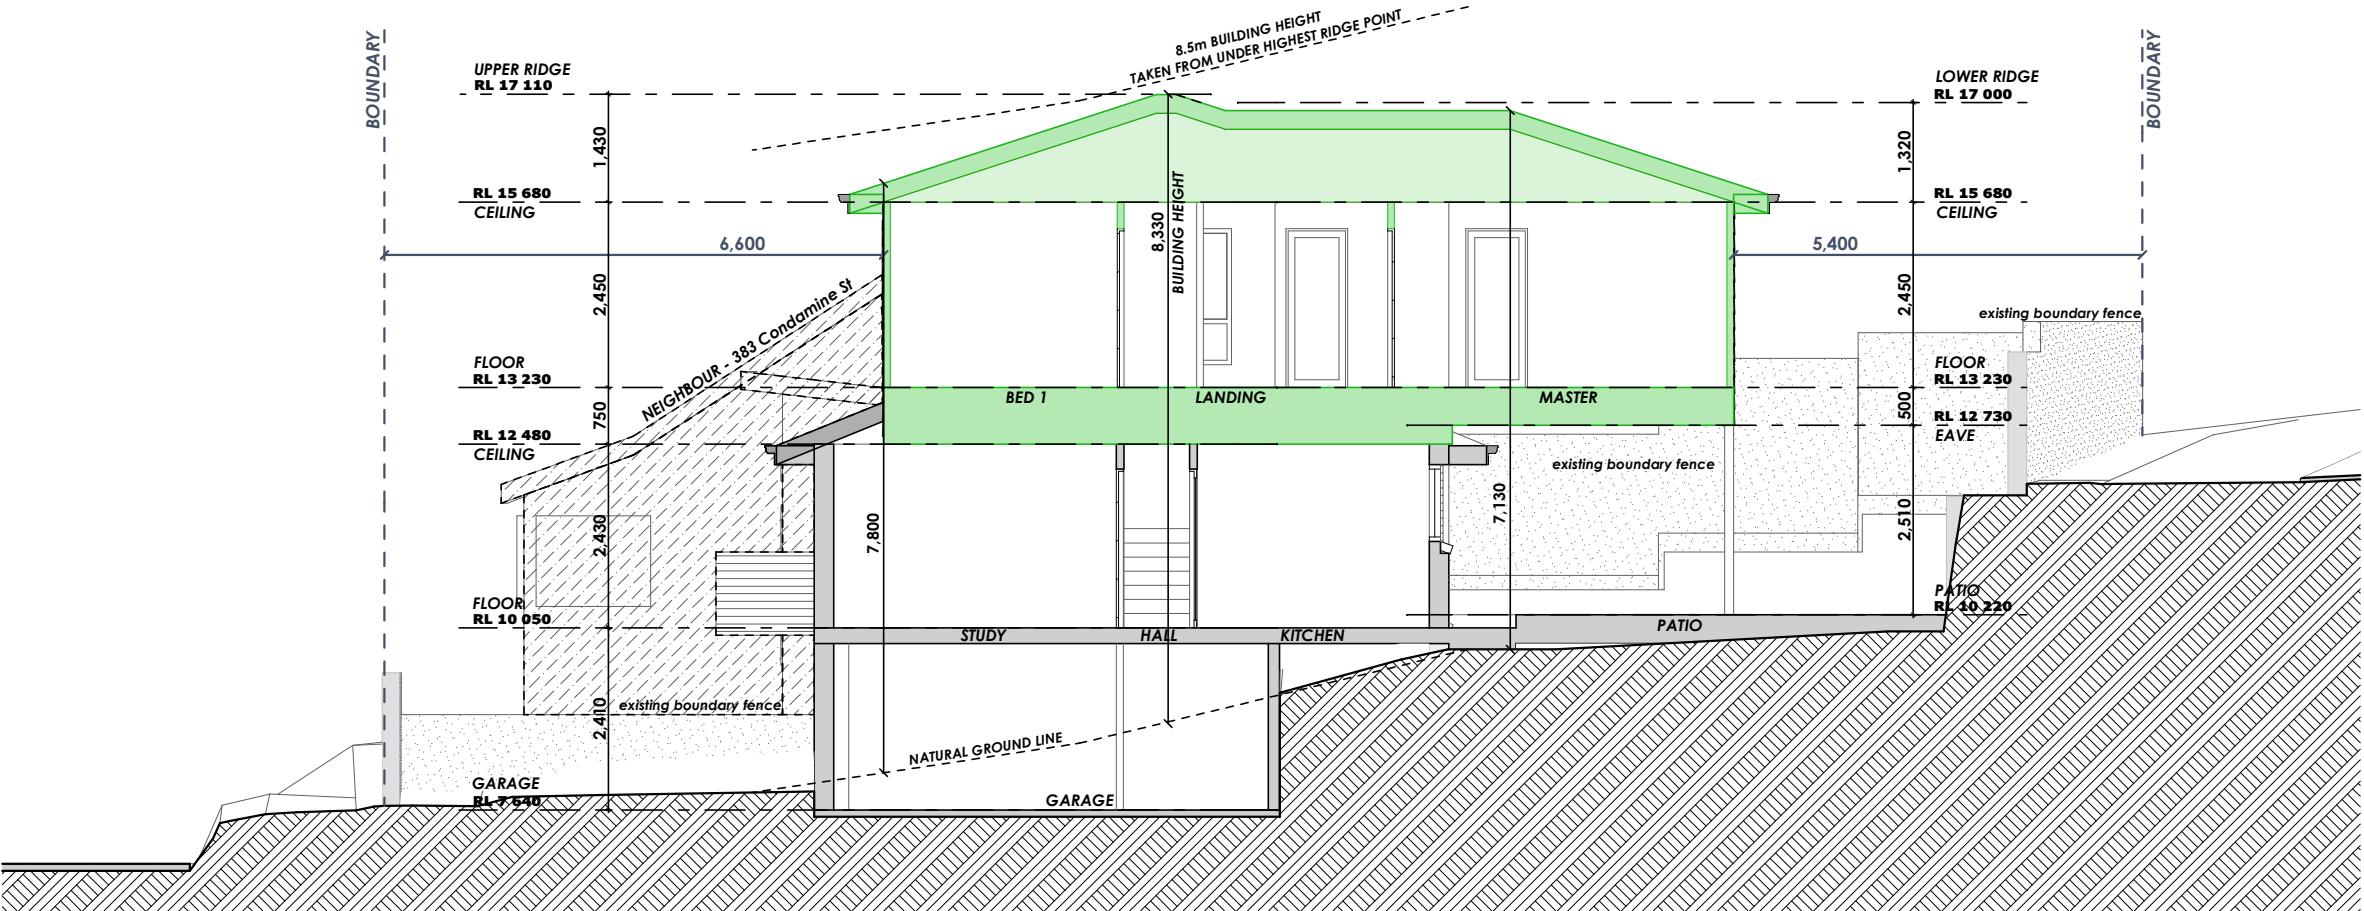 8.5m BUILDING HEIGHT
TAKEN FROM UNDER HIGHEST RIDGE POINT
BOUNDARY
BOUNDARY
UPPER RIDGE
RL 17 110
LOWER RIDGE
RL 17 000
1,430
1,320
RL 15 680
CEILING
RL 15 680
CEILING
6,600
8,330
BUILDING HEIGHT
5,400
2,450
2,450
NEIGHBOUR - 383 Condamine St
existing boundary fence
FLOOR
RL 13 230
FLOOR
RL 13 230
BED 1
LANDING
MASTER
750
500
RL 12 730
EAVE
RL 12 480
CEILING
existing boundary fence
2,430
7,800
7,130
2,510
FLOOR
RL 10 050
PATIO
RL 10 220
STUDY
HALL
KITCHEN
PATIO
2,410
existing boundary fence
NATURAL GROUND LINE
GARAGE
RL 7 640
GARAGE